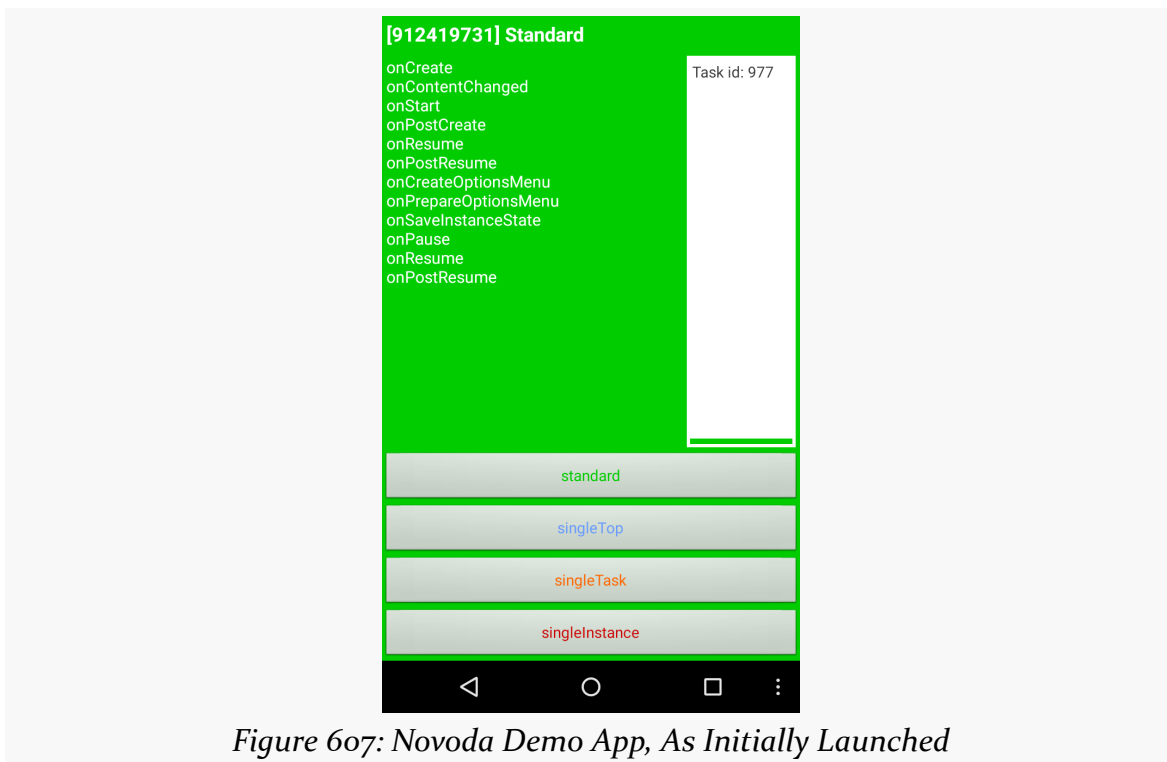 [912419731] Standard
onCreate
onContentChanged
onStart
onPostCreate
onResume
onPostResume
onCreateOptionsMenu
onPrepareOptionsMenu
onSaveInstanceState
onPause
onResume
onPostResume
Task id: 977
standard
singleTop
singleTask
singleInstance
Figure 607: Novoda Demo App, As Initially Launched